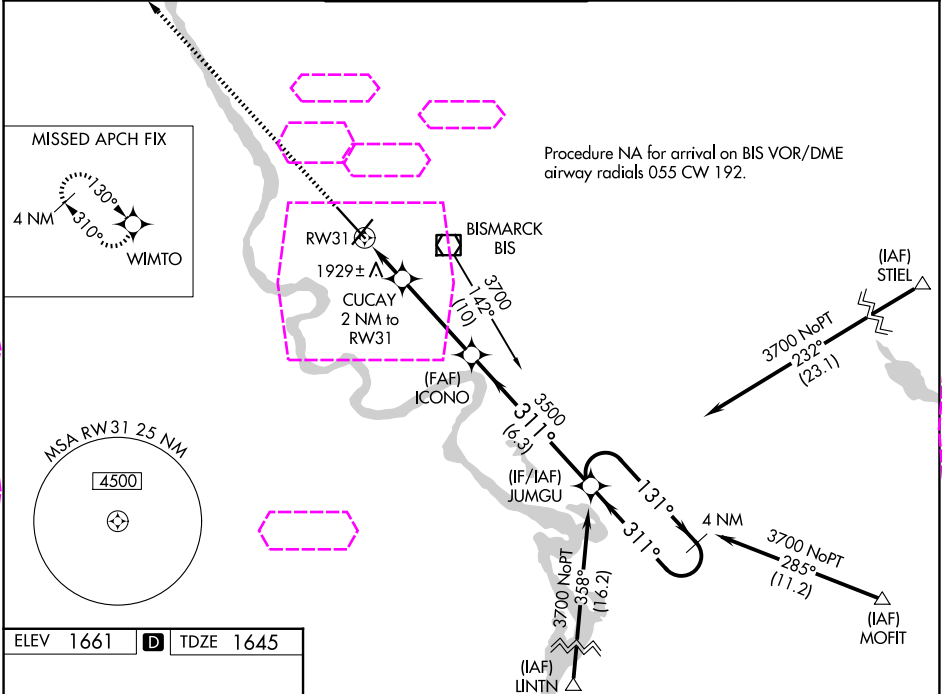 MISSED APCH FIX
130°
4 NM
310°
WIMTO
Procedure NA for arrival on BIS VOR/DME
airway radials 055 CW 192.
RW31
BISMARCK
BIS
1929±
CUCAY
2 NM to
RW31
3700
142°
(10)
(IAF)
STIEL
3700 NoPT
232°
(23.1)
(FAF)
ICONO
3500
311°
(6.3)
MSA RW31 25 NM
4500
(IF/IAF)
JUMGU
131°
311°
4 NM
3700 NoPT
285°
(11.2)
3700 NoPT
358°
(16.2)
(IAF)
MOFIT
(IAF)
LINTN
ELEV 1661 D TDZE 1645